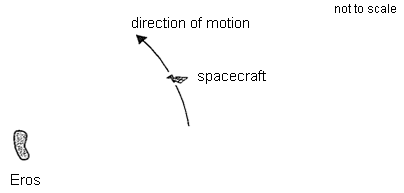 not to scale
direction of motion
spacecraft
Eros